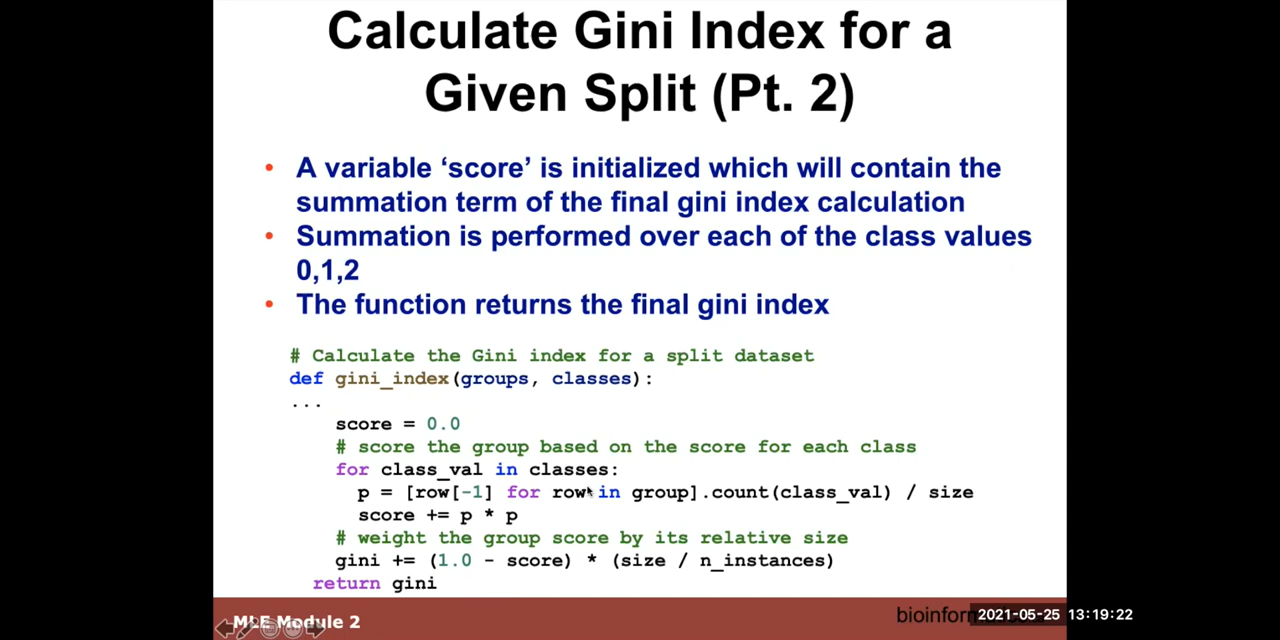 Calculate Gini Index for a
Given Split (Pt. 2)
• A variable ‘score’ is initialized which will contain the
summation term of the final gini index calculation
• Summation is performed over each of the class values
0,1,2
• The function returns the final gini index
# Calculate the Gini index for a split dataset
def gini_index(groups, classes):
...
score = 0.0
# score the group based on the score for each class
for class_val in classes:
p = [row[-1] for row in group].count(class_val) / size
score += p * p
# weight the group score by its relative size
gini += (1.0 - score) * (size / n_instances)
return gini
MLE Module 2
2021-05-25 13:19:22